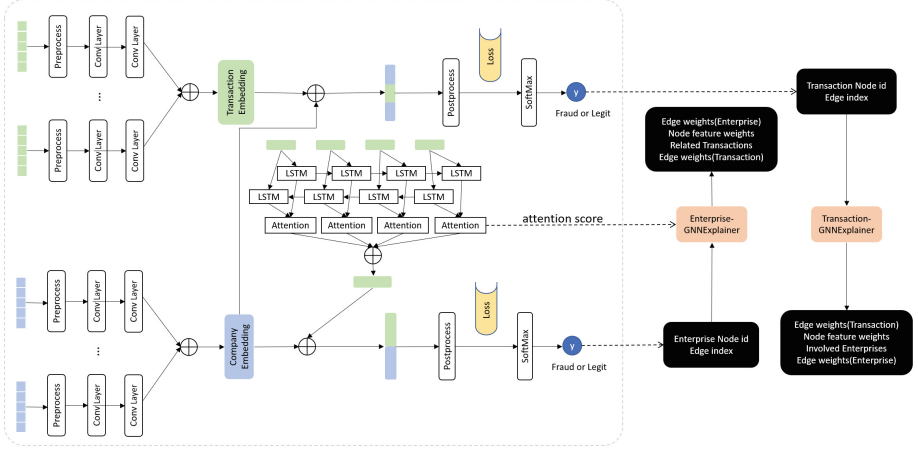 Preprocess
Conv Layer
Conv Layer
...
Preprocess
Conv Layer
Conv Layer
Transaction
Embedding
Postprocess
Loss
SoftMax
y
Fraud or Legit
Transaction Node id
Edge index
Edge weights(Enterprise)
Node feature weights
Related Transactions
Edge weights(Transaction)
LSTM
LSTM
LSTM
LSTM
LSTM
LSTM
LSTM
LSTM
Attention
Attention
Attention
Attention
attention score
Enterprise-
GNNExplainer
Transaction-
GNNExplainer
Preprocess
Conv Layer
Conv Layer
...
Preprocess
Conv Layer
Conv Layer
Company
Embedding
Postprocess
Loss
SoftMax
y
Fraud or Legit
Enterprise Node id
Edge index
Edge weights(Transaction)
Node feature weights
Involved Enterprises
Edge weights(Enterprise)